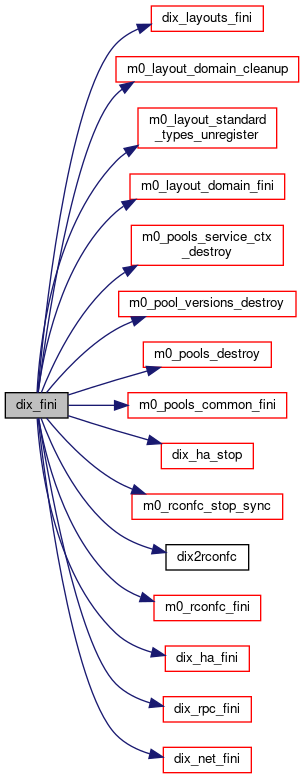 dix_layouts_fini
m0_layout_domain_cleanup
m0_layout_standard
_types_unregister
m0_layout_domain_fini
m0_pools_service_ctx
_destroy
m0_pool_versions_destroy
m0_pools_destroy
dix_fini
m0_pools_common_fini
dix_ha_stop
m0_rconfc_stop_sync
dix2rconfc
m0_rconfc_fini
dix_ha_fini
dix_rpc_fini
dix_net_fini